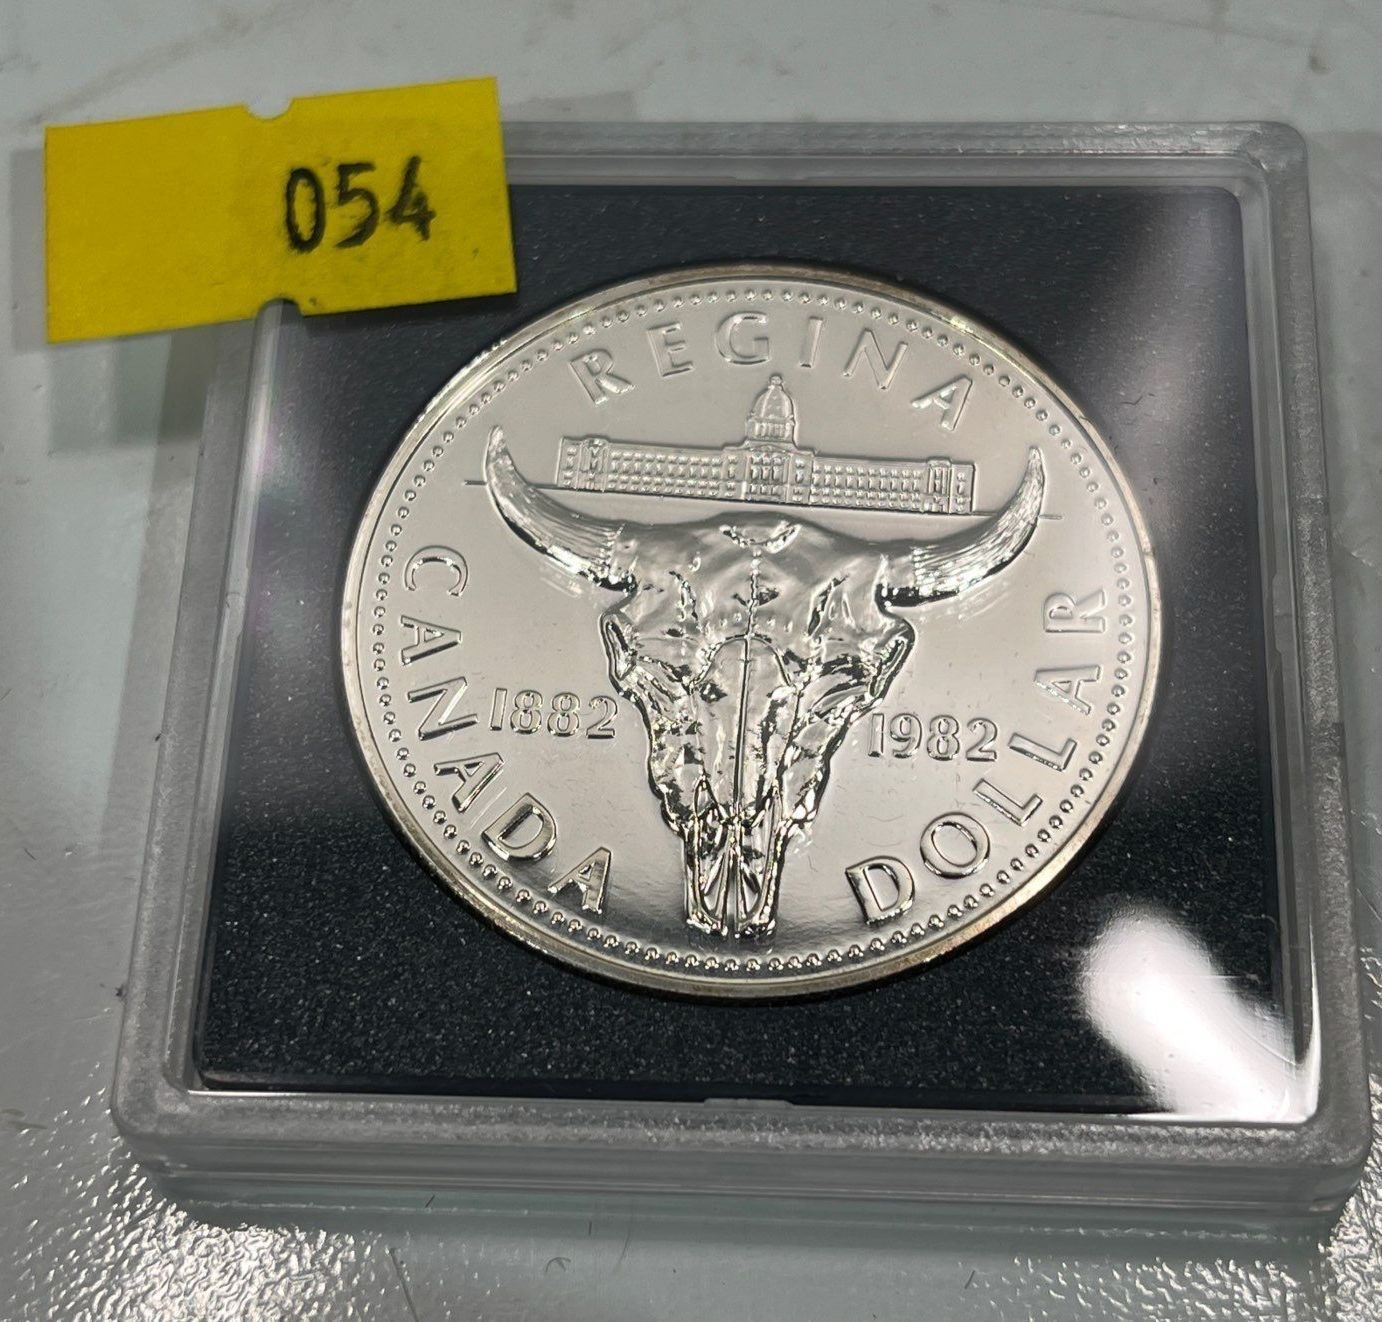 054
REGINA
CANADA
1882
1982
DOLLAR